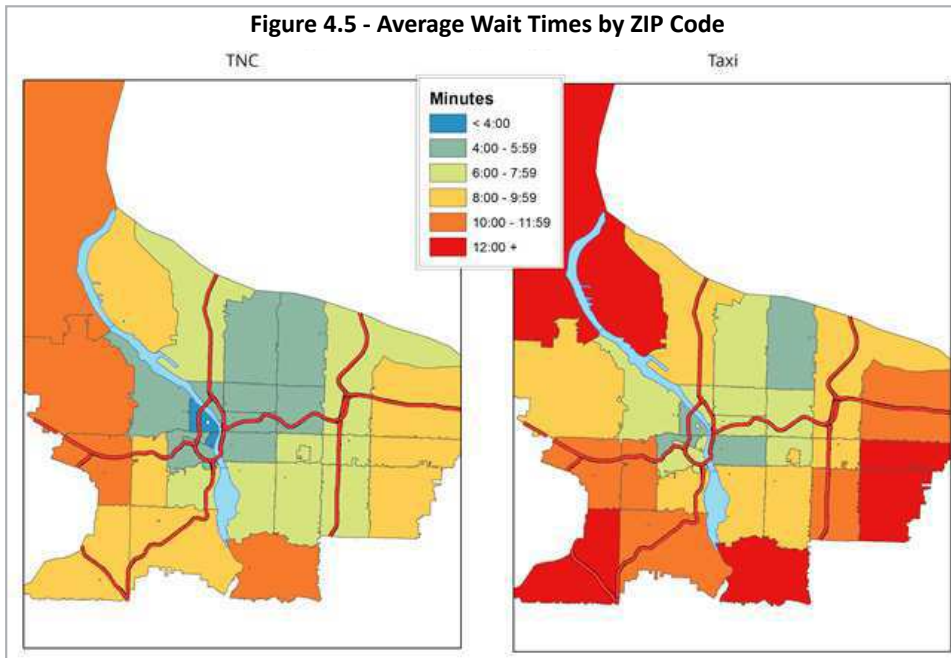 Figure 4.5 - Average Wait Times by ZIP Code
TNC
Taxi
Minutes
< 4:00
4:00 - 5:59
6:00 - 7:59
8:00 - 9:59
10:00 - 11:59
12:00 +